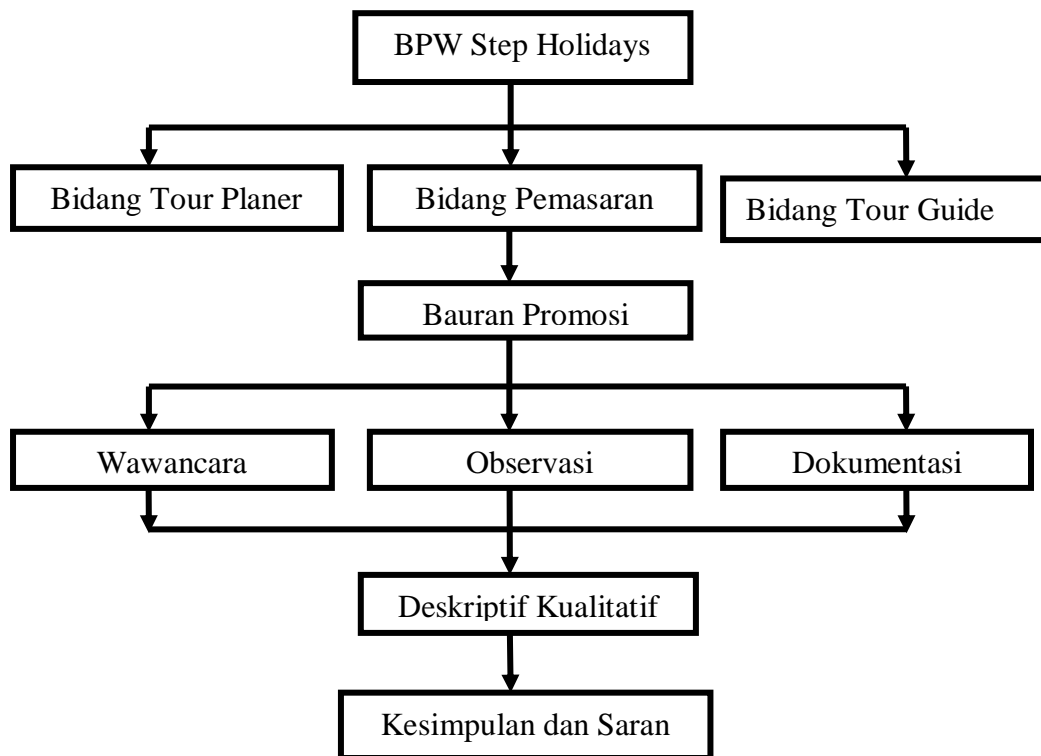 BPW Step Holidays
Bidang Tour Planer
Bidang Pemasaran
Bidang Tour Guide
Bauran Promosi
Wawancara
Observasi
Dokumentasi
Deskriptif Kualitatif
Kesimpulan dan Saran